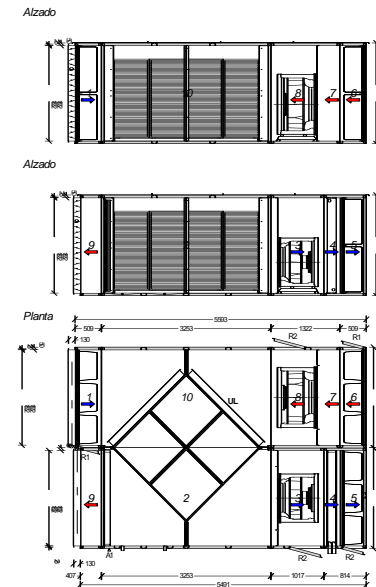 Alzado
1 10 8 7 6
Alzado
9 3 4 5
Planta
5593
509 3253 1322 509
130 R2 R1
1 10 UL 8 7 6
R1
9 2 3 4 5
A1 R2 R2
130
407 3253 1017 814
5491